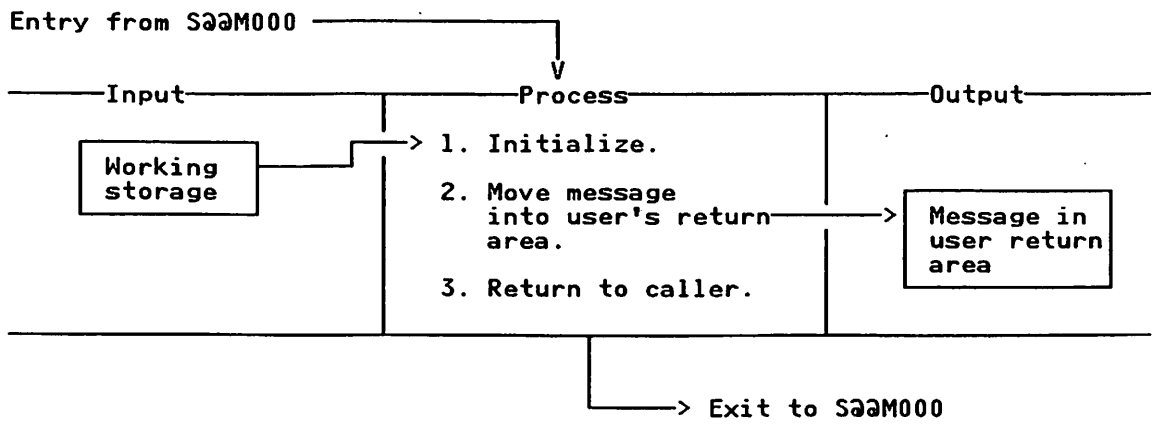 Entry from S∂∂M000
Input
Process
Output
Working
storage
1. Initialize.
2. Move message
into user's return
area.
3. Return to caller.
Message in
user return
area
Exit to S∂∂M000